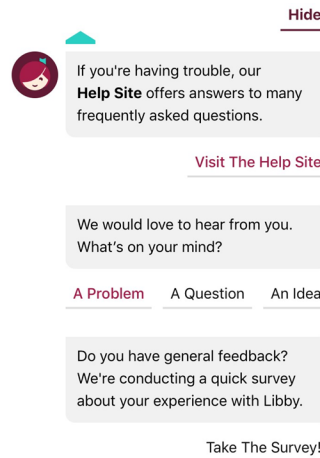 Hide
If you're having trouble, our
Help Site offers answers to many
frequently asked questions.
Visit The Help Site
We would love to hear from you.
What’s on your mind?
A Problem A Question An Idea
Do you have general feedback?
We're conducting a quick survey
about your experience with Libby.
Take The Survey!